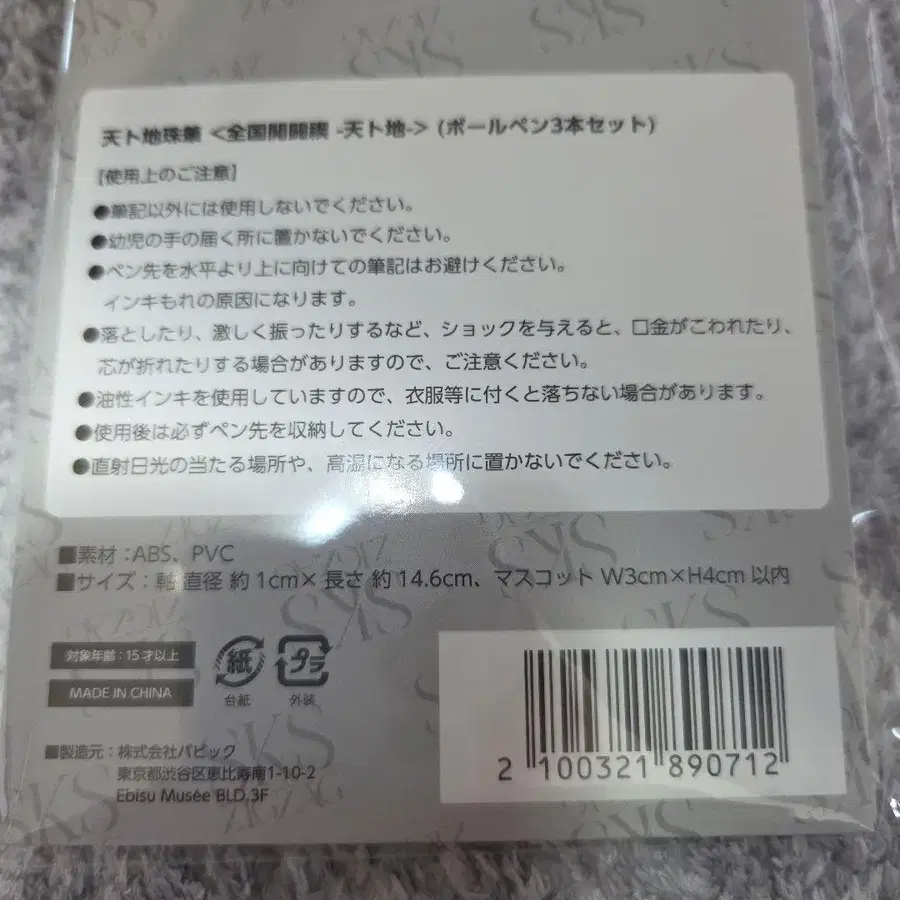 天ト地珠築 <全国開闢禊 -天ト地-> (ボールペン3本セット)
【使用上のご注意】
●筆記以外には使用しないでください。
●幼児の手の届く所に置かないでください。
●ペン先を水平より上に向けての筆記はお避けください。
インキもれの原因になります。
●落としたり、激しく振ったりするなど、ショックを与えると、口金がこわれたり、
芯が折れたりする場合がありますので、ご注意ください。
●油性インキを使用していますので、衣服等に付くと落ちない場合があります。
●使用後は必ずペン先を収納してください。
●直射日光の当たる場所や、高温になる場所に置かないでください。
■素材：ABS、PVC
■サイズ：軸 直径 約1cm×長さ 約14.6cm、マスコット W3cm×H4cm 以内
対象年齢：15才以上
紙
プラ
MADE IN CHINA
台紙
外装
2 100321 890712
■製造元：株式会社パピック
東京都渋谷区恵比寿南1-10-2
Ebisu Musée BLD.3F